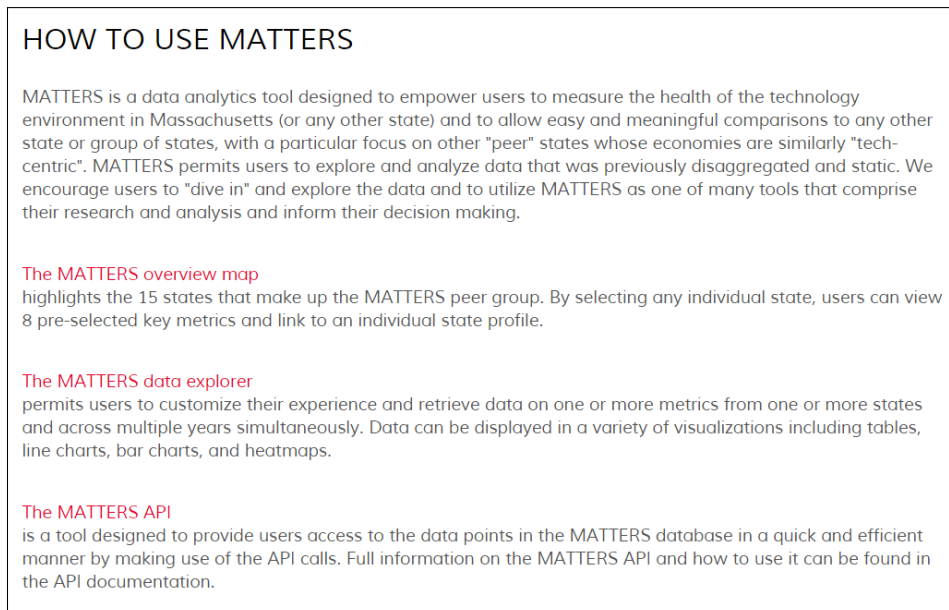 HOW TO USE MATTERS
MATTERS is a data analytics tool designed to empower users to measure the health of the technology
environment in Massachusetts (or any other state) and to allow easy and meaningful comparisons to any other
state or group of states, with a particular focus on other "peer" states whose economies are similarly "tech-
centric". MATTERS permits users to explore and analyze data that was previously disaggregated and static. We
encourage users to "dive in" and explore the data and to utilize MATTERS as one of many tools that comprise
their research and analysis and inform their decision making.
The MATTERS overview map
highlights the 15 states that make up the MATTERS peer group. By selecting any individual state, users can view
8 pre-selected key metrics and link to an individual state profile.
The MATTERS data explorer
permits users to customize their experience and retrieve data on one or more metrics from one or more states
and across multiple years simultaneously. Data can be displayed in a variety of visualizations including tables,
line charts, bar charts, and heatmaps.
The MATTERS API
is a tool designed to provide users access to the data points in the MATTERS database in a quick and efficient
manner by making use of the API calls. Full information on the MATTERS API and how to use it can be found in
the API documentation.